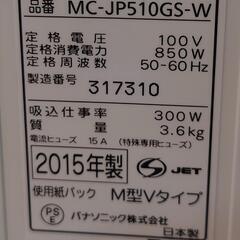 品番 MC-JP510GS-W
定格電圧 100V
定格消費電力 850W
定格周波数 50-60Hz
製造番号
317310
吸込仕事率 300W
質量 3.6kg
電流ヒューズ 15A (特殊専用ヒューズ)
2015年製 JET
使用紙パック M型Vタイプ
PSE パナソニック株式会社
日本製